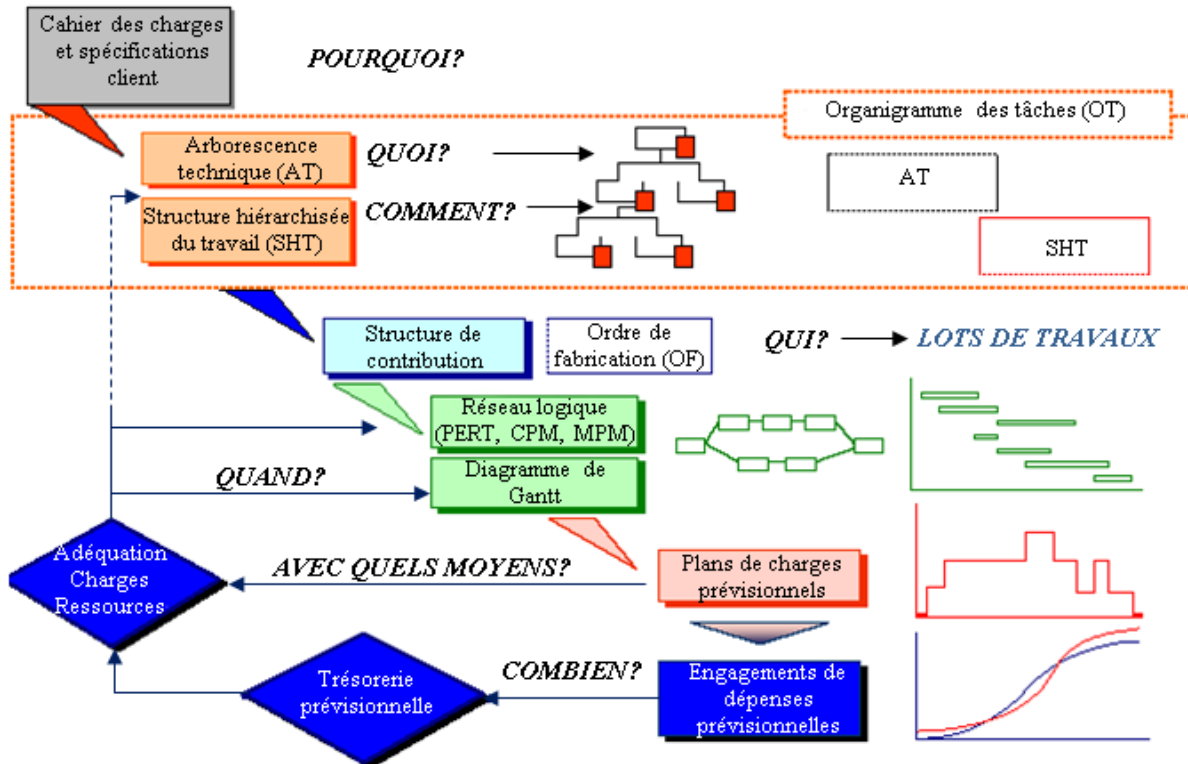 Cahier des charges
et spécifications
client
POURQUOI?
Organigramme des tâches (OT)
Arborescence
technique (AT)
QUOI?
AT
Structure hiérarchisée
du travail (SHT)
COMMENT?
SHT
Structure de
contribution
Ordre de
fabrication (OF)
QUI?
LOTS DE TRAVAUX
Réseau logique
(PERT, CPM, MPM)
QUAND?
Diagramme de
Gantt
Adéquation
Charges
Ressources
AVEC QUELS MOYENS?
Plans de charges
prévisionnels
Trésorerie
prévisionnelle
COMBIEN?
Engagements de
dépenses
prévisionnelles